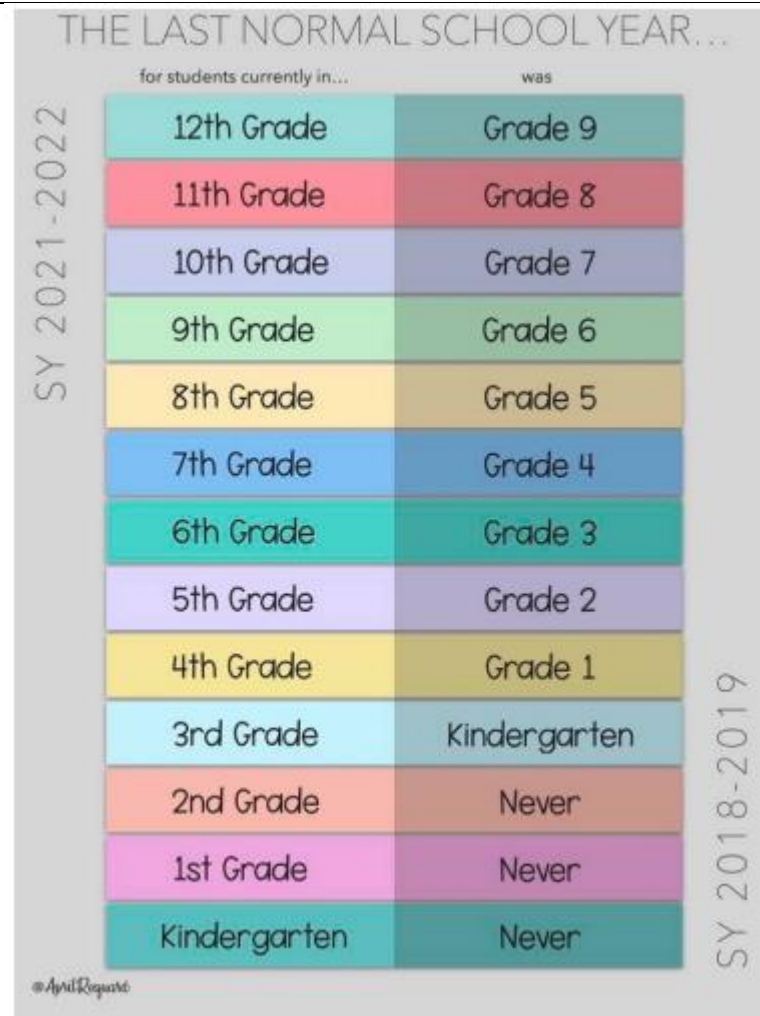 THE LAST NORMAL SCHOOL YEAR...
for students currently in... was
SY 2021-2022
12th Grade Grade 9
11th Grade Grade 8
10th Grade Grade 7
9th Grade Grade 6
8th Grade Grade 5
7th Grade Grade 4
6th Grade Grade 3
5th Grade Grade 2
4th Grade Grade 1
3rd Grade Kindergarten
2nd Grade Never
1st Grade Never
Kindergarten Never
SY 2018-2019